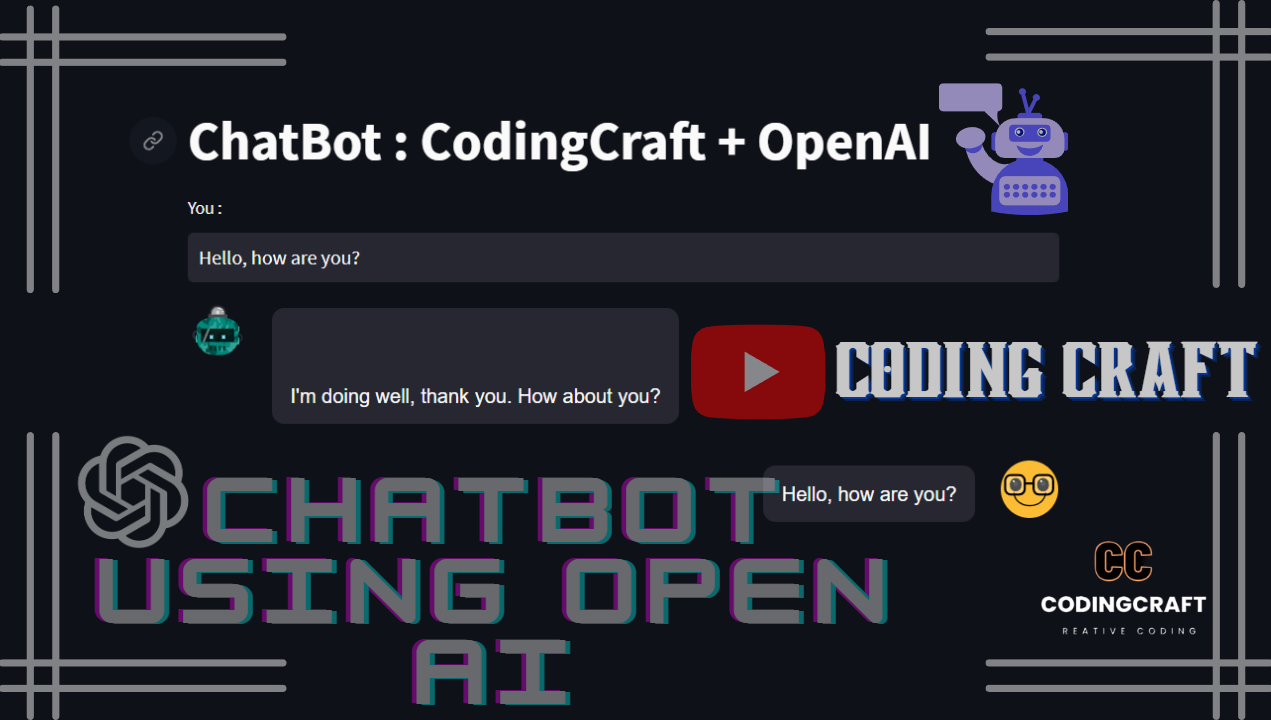 ChatBot : CodingCraft + OpenAI
You :
Hello, how are you?
I'm doing well, thank you. How about you?
CODING CRAFT
Hello, how are you?
CHATBOT
USING OPEN
AI
CC
CODINGCRAFT
REATIVE CODING